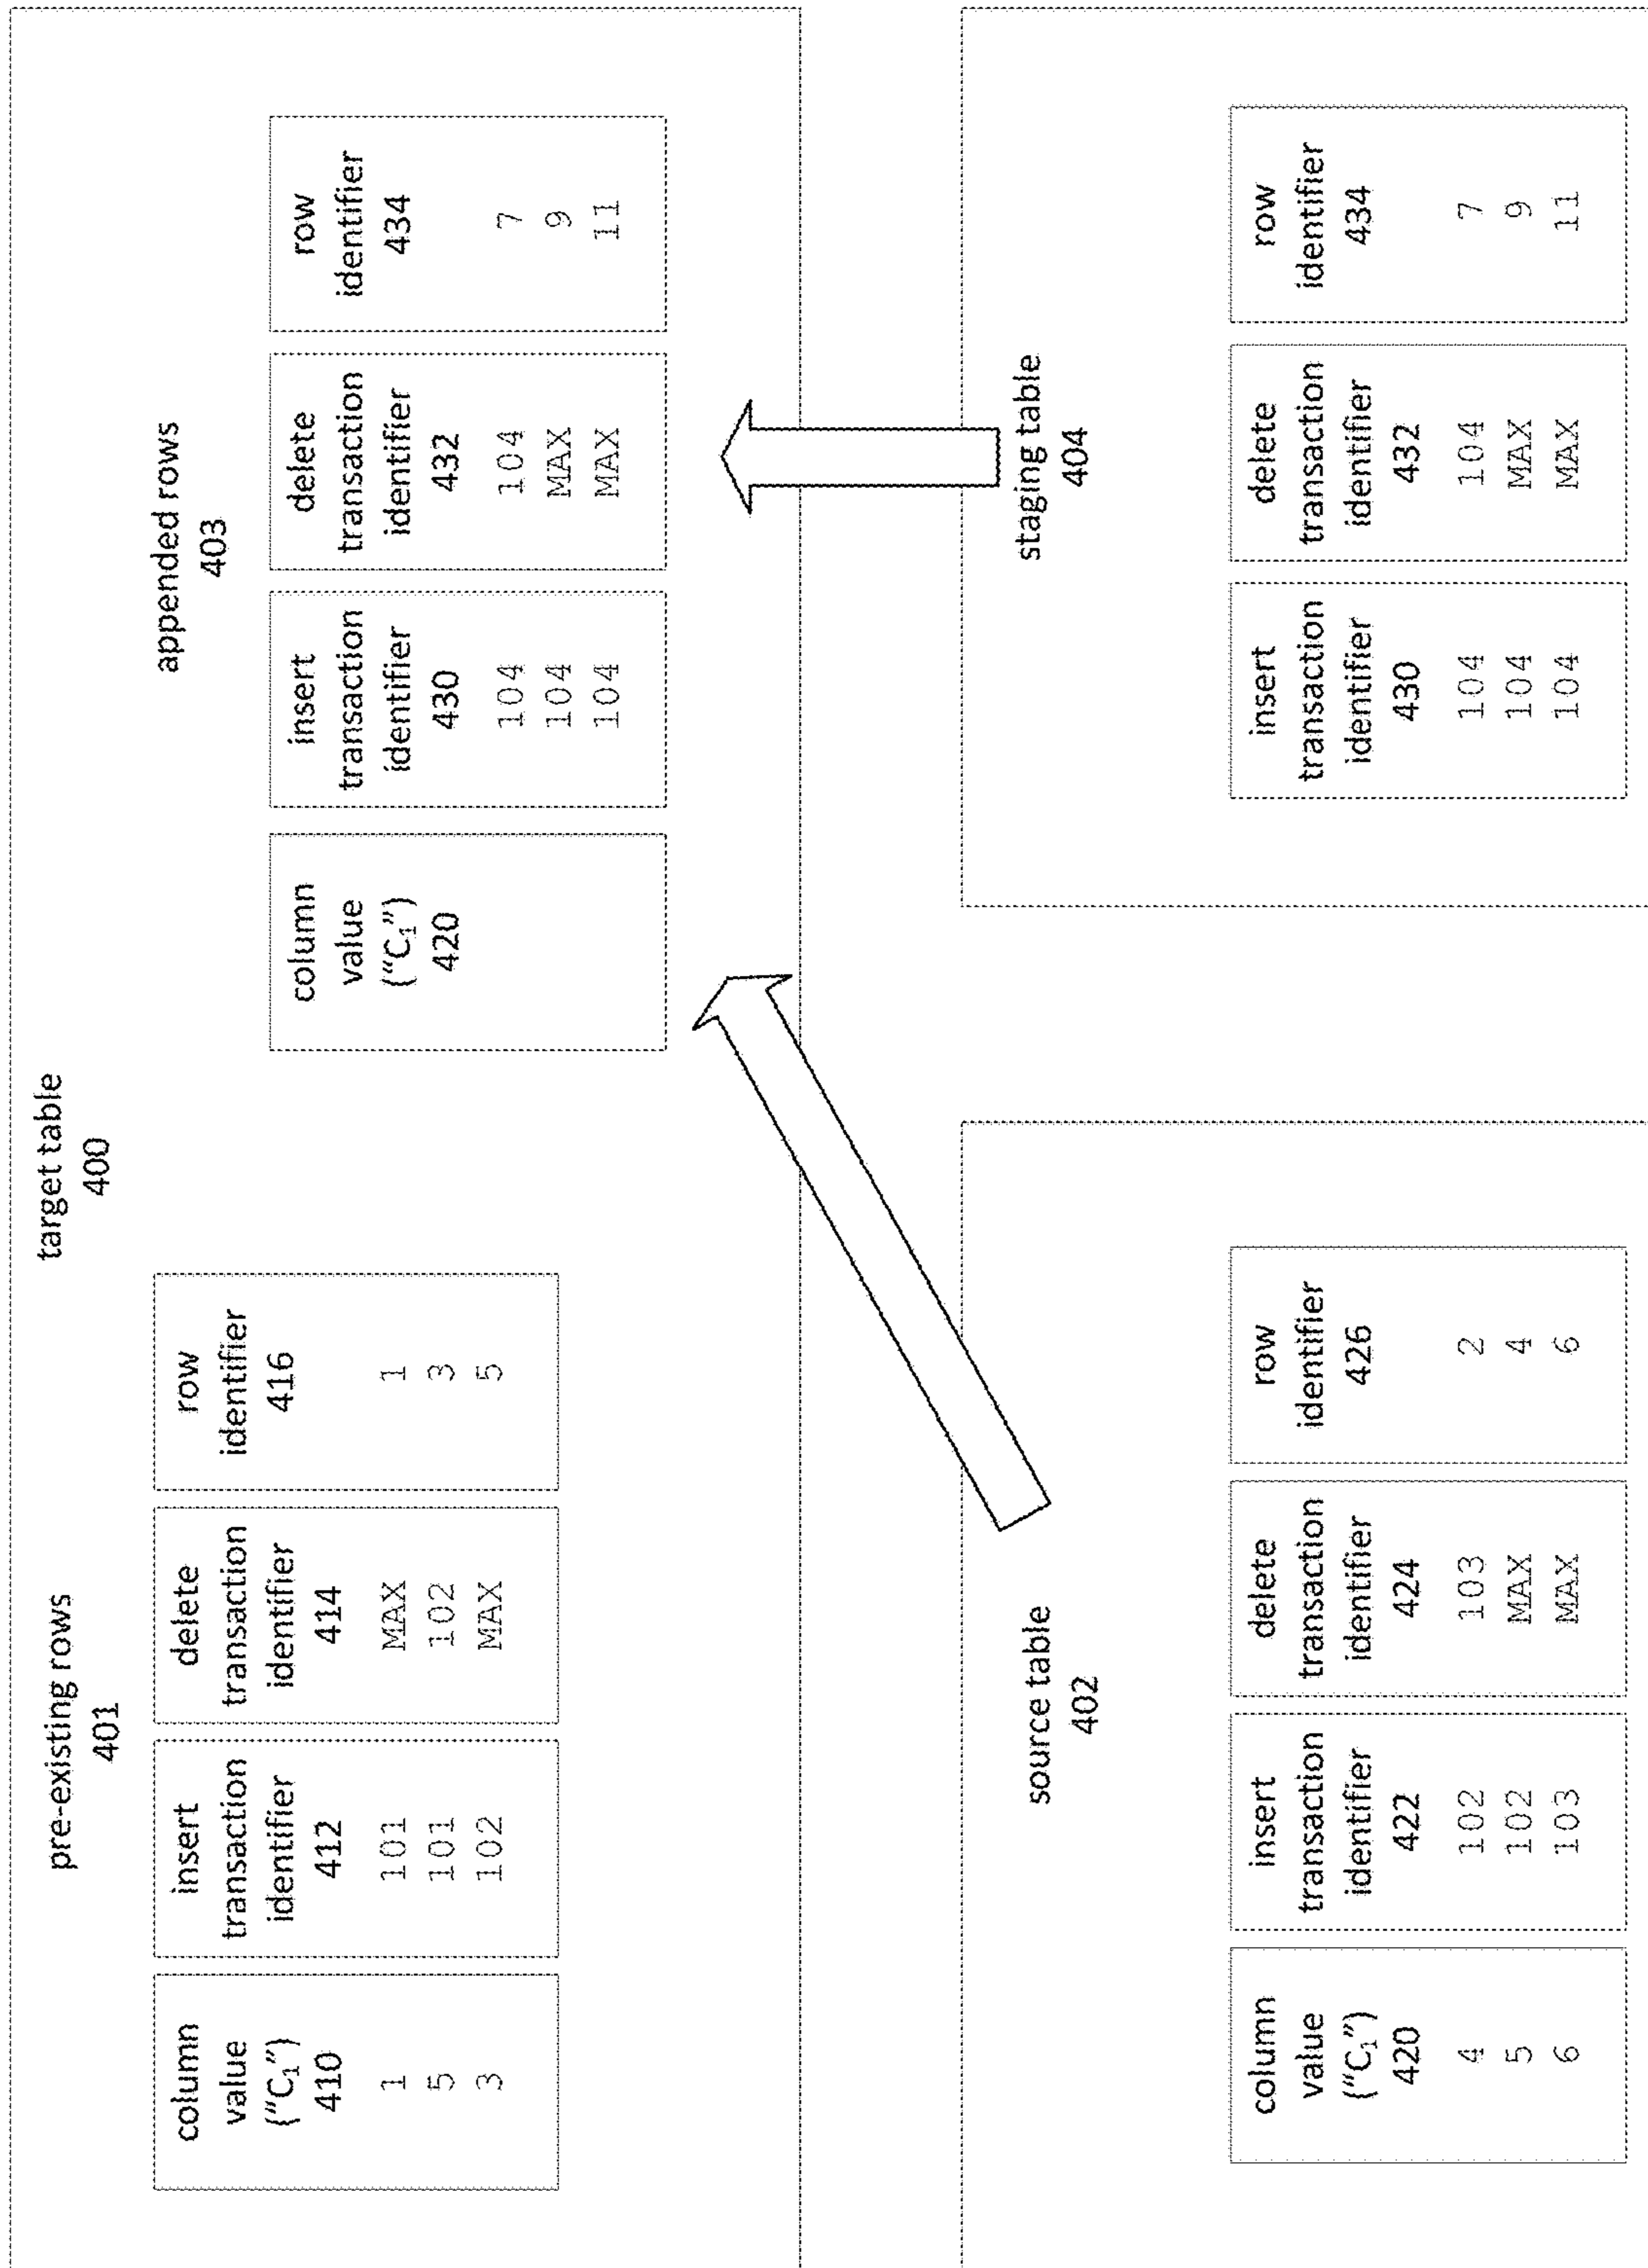 target table
400
pre-existing rows
401
column
value
("C₁")
410
1
5
3
insert
transaction
identifier
412
101
101
102
delete
transaction
identifier
414
MAX
102
MAX
row
identifier
416
1
3
5
appended rows
403
column
value
("C₁")
420
insert
transaction
identifier
430
104
104
104
delete
transaction
identifier
432
104
MAX
MAX
row
identifier
434
7
9
11
source table
402
column
value
("C₁")
420
4
5
6
insert
transaction
identifier
422
102
102
103
delete
transaction
identifier
424
103
MAX
MAX
row
identifier
426
2
4
6
staging table
404
insert
transaction
identifier
430
104
104
104
delete
transaction
identifier
432
104
MAX
MAX
row
identifier
434
7
9
11